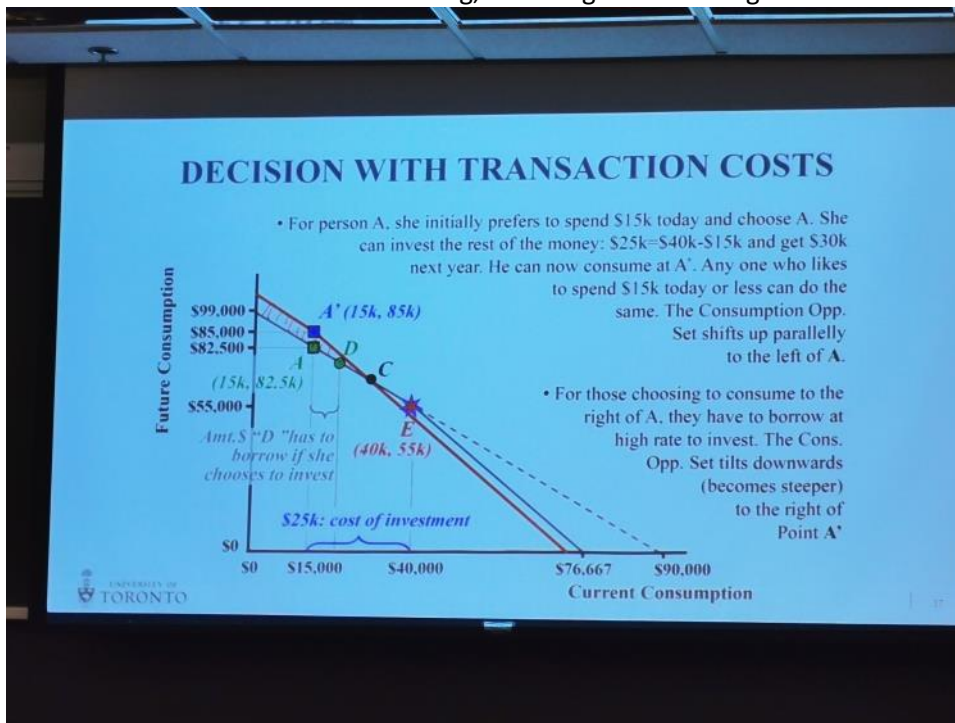 DECISION WITH TRANSACTION COSTS
• For person A, she initially prefers to spend $15k today and choose A. She
can invest the rest of the money: $25k=$40k-$15k and get $30k
next year. He can now consume at A'. Any one who likes
to spend $15k today or less can do the
same. The Consumption Opp.
Set shifts up parallelly
to the left of A.
• For those choosing to consume to the
right of A, they have to borrow at
high rate to invest. The Cons.
Opp. Set tilts downwards
(becomes steeper)
to the right of
Point A'
Future Consumption
$99,000
$85,000
$82,500
$55,000
$0
A' (15k, 85k)
D
A
C
(15k, 82.5k)
E
(40k, 55k)
Amt.$ "D "has to
borrow if she
chooses to invest
$25k: cost of investment
$0 $15,000 $40,000 $76,667 $90,000
Current Consumption
UNIVERSITY OF
TORONTO